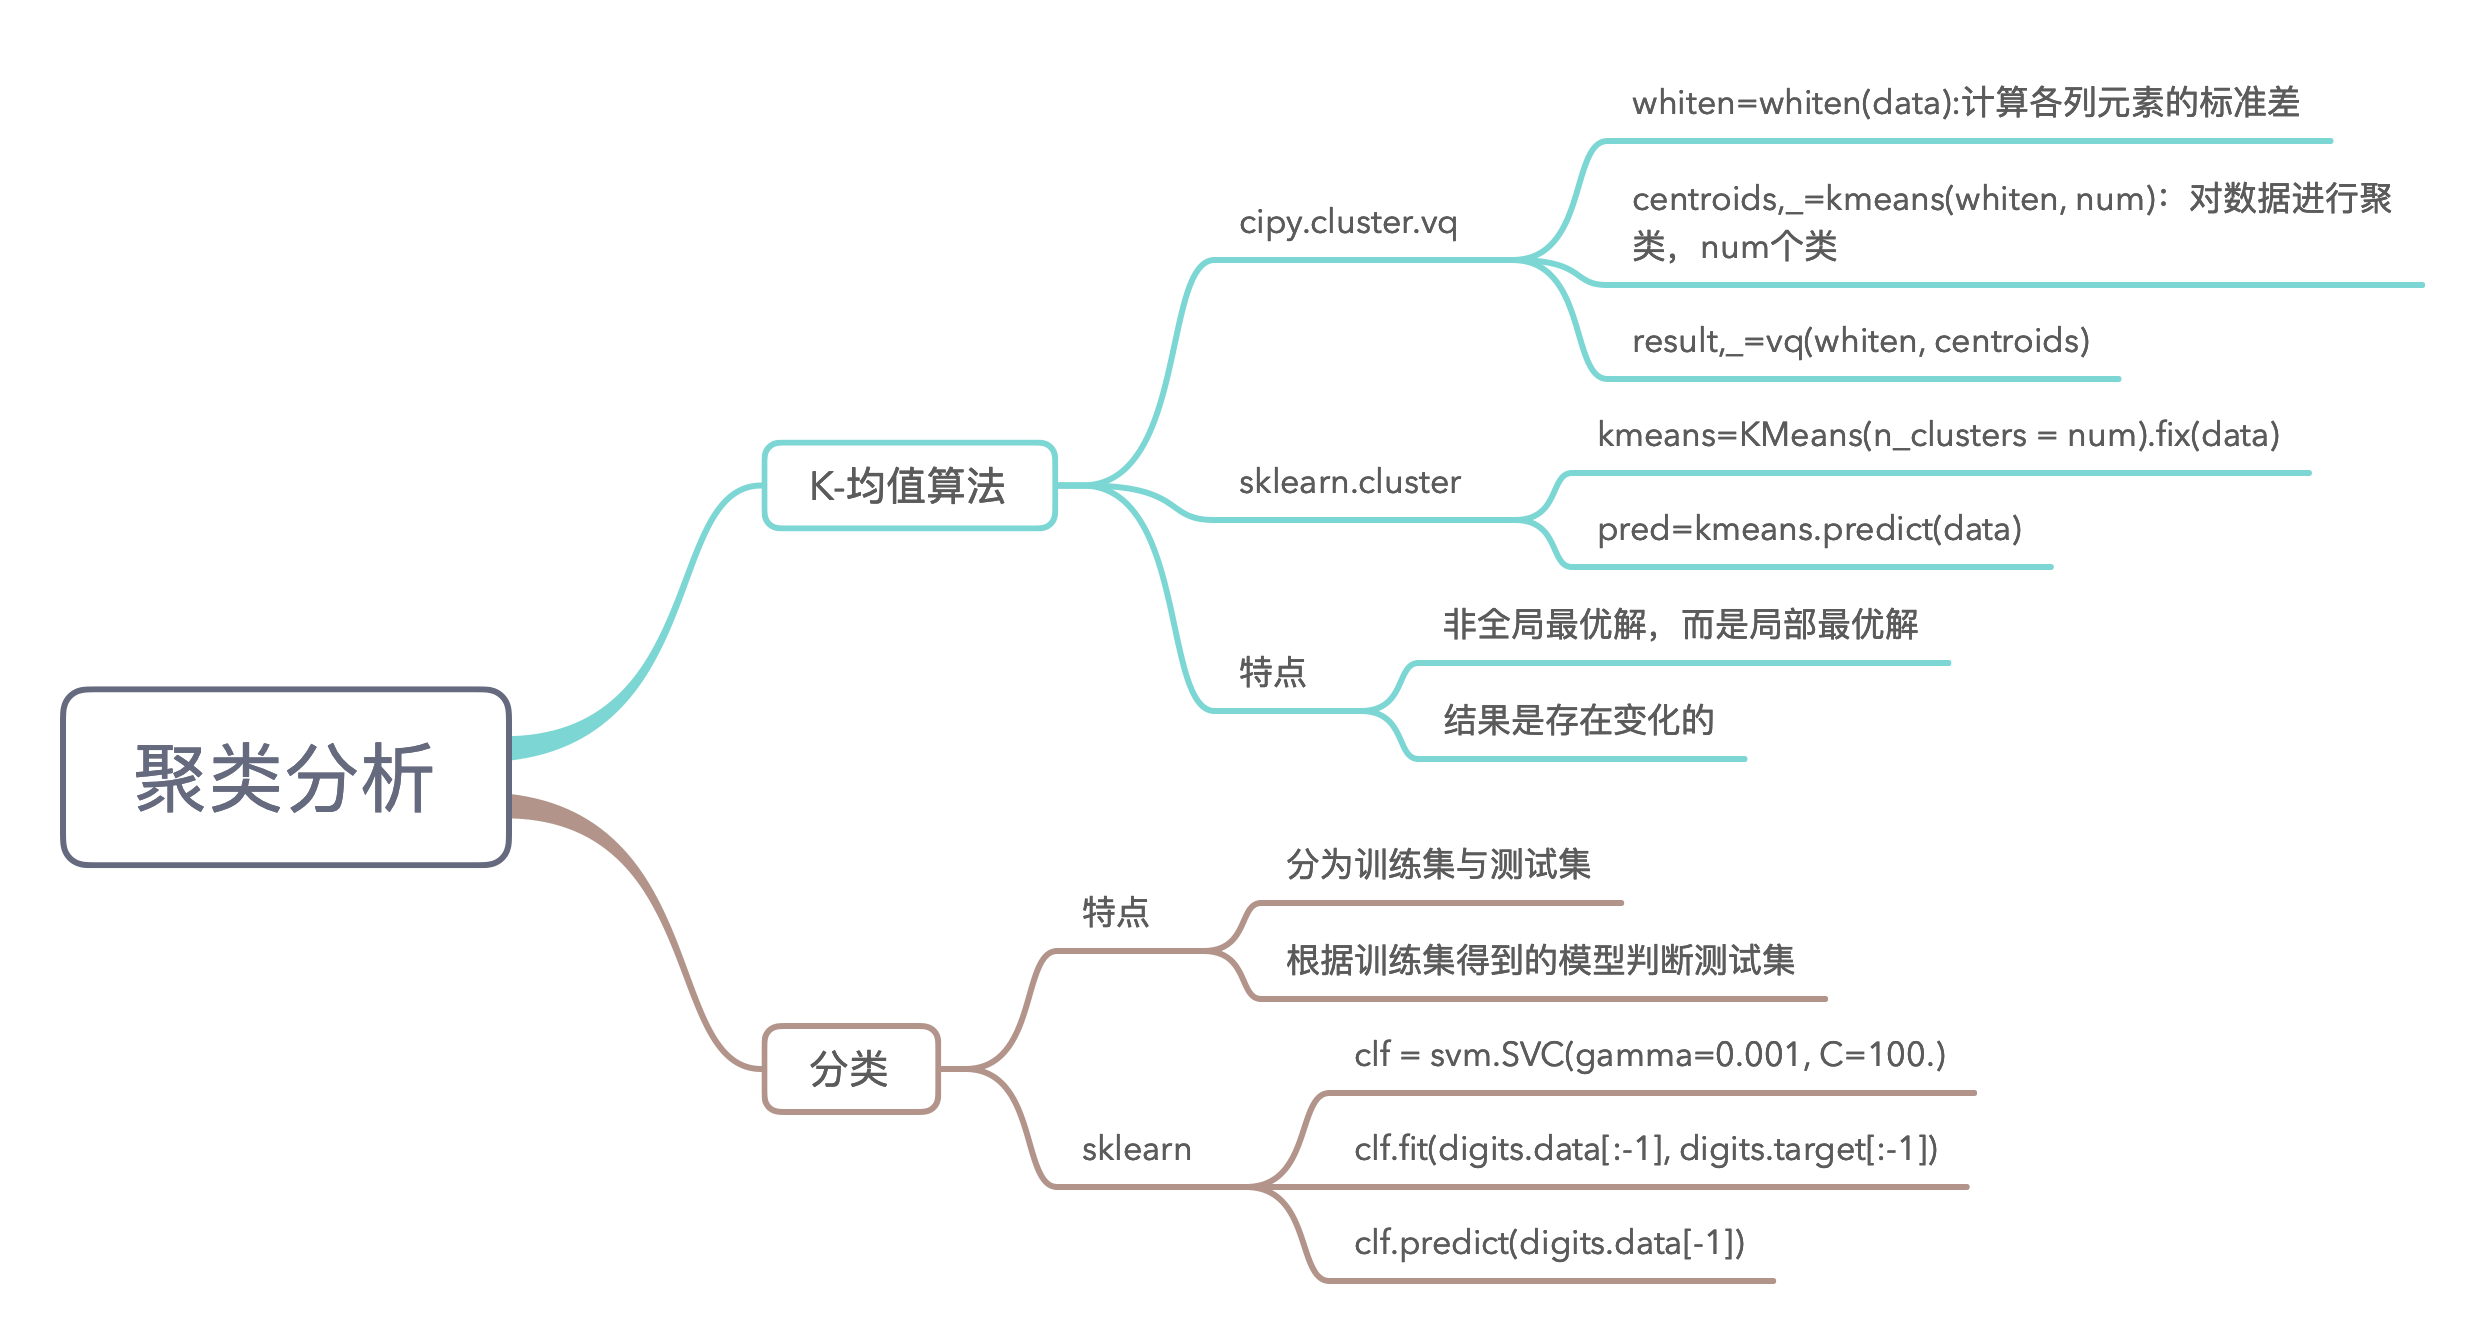 聚类分析
K-均值算法
cipy.cluster.vq
whiten=whiten(data):计算各列元素的标准差
centroids,_=kmeans(whiten, num)：对数据进行聚
类，num个类
result,_=vq(whiten, centroids)
sklearn.cluster
kmeans=KMeans(n_clusters = num).fix(data)
pred=kmeans.predict(data)
特点
非全局最优解，而是局部最优解
结果是存在变化的
分类
特点
分为训练集与测试集
根据训练集得到的模型判断测试集
sklearn
clf = svm.SVC(gamma=0.001, C=100.)
clf.fit(digits.data[:-1], digits.target[:-1])
clf.predict(digits.data[-1])